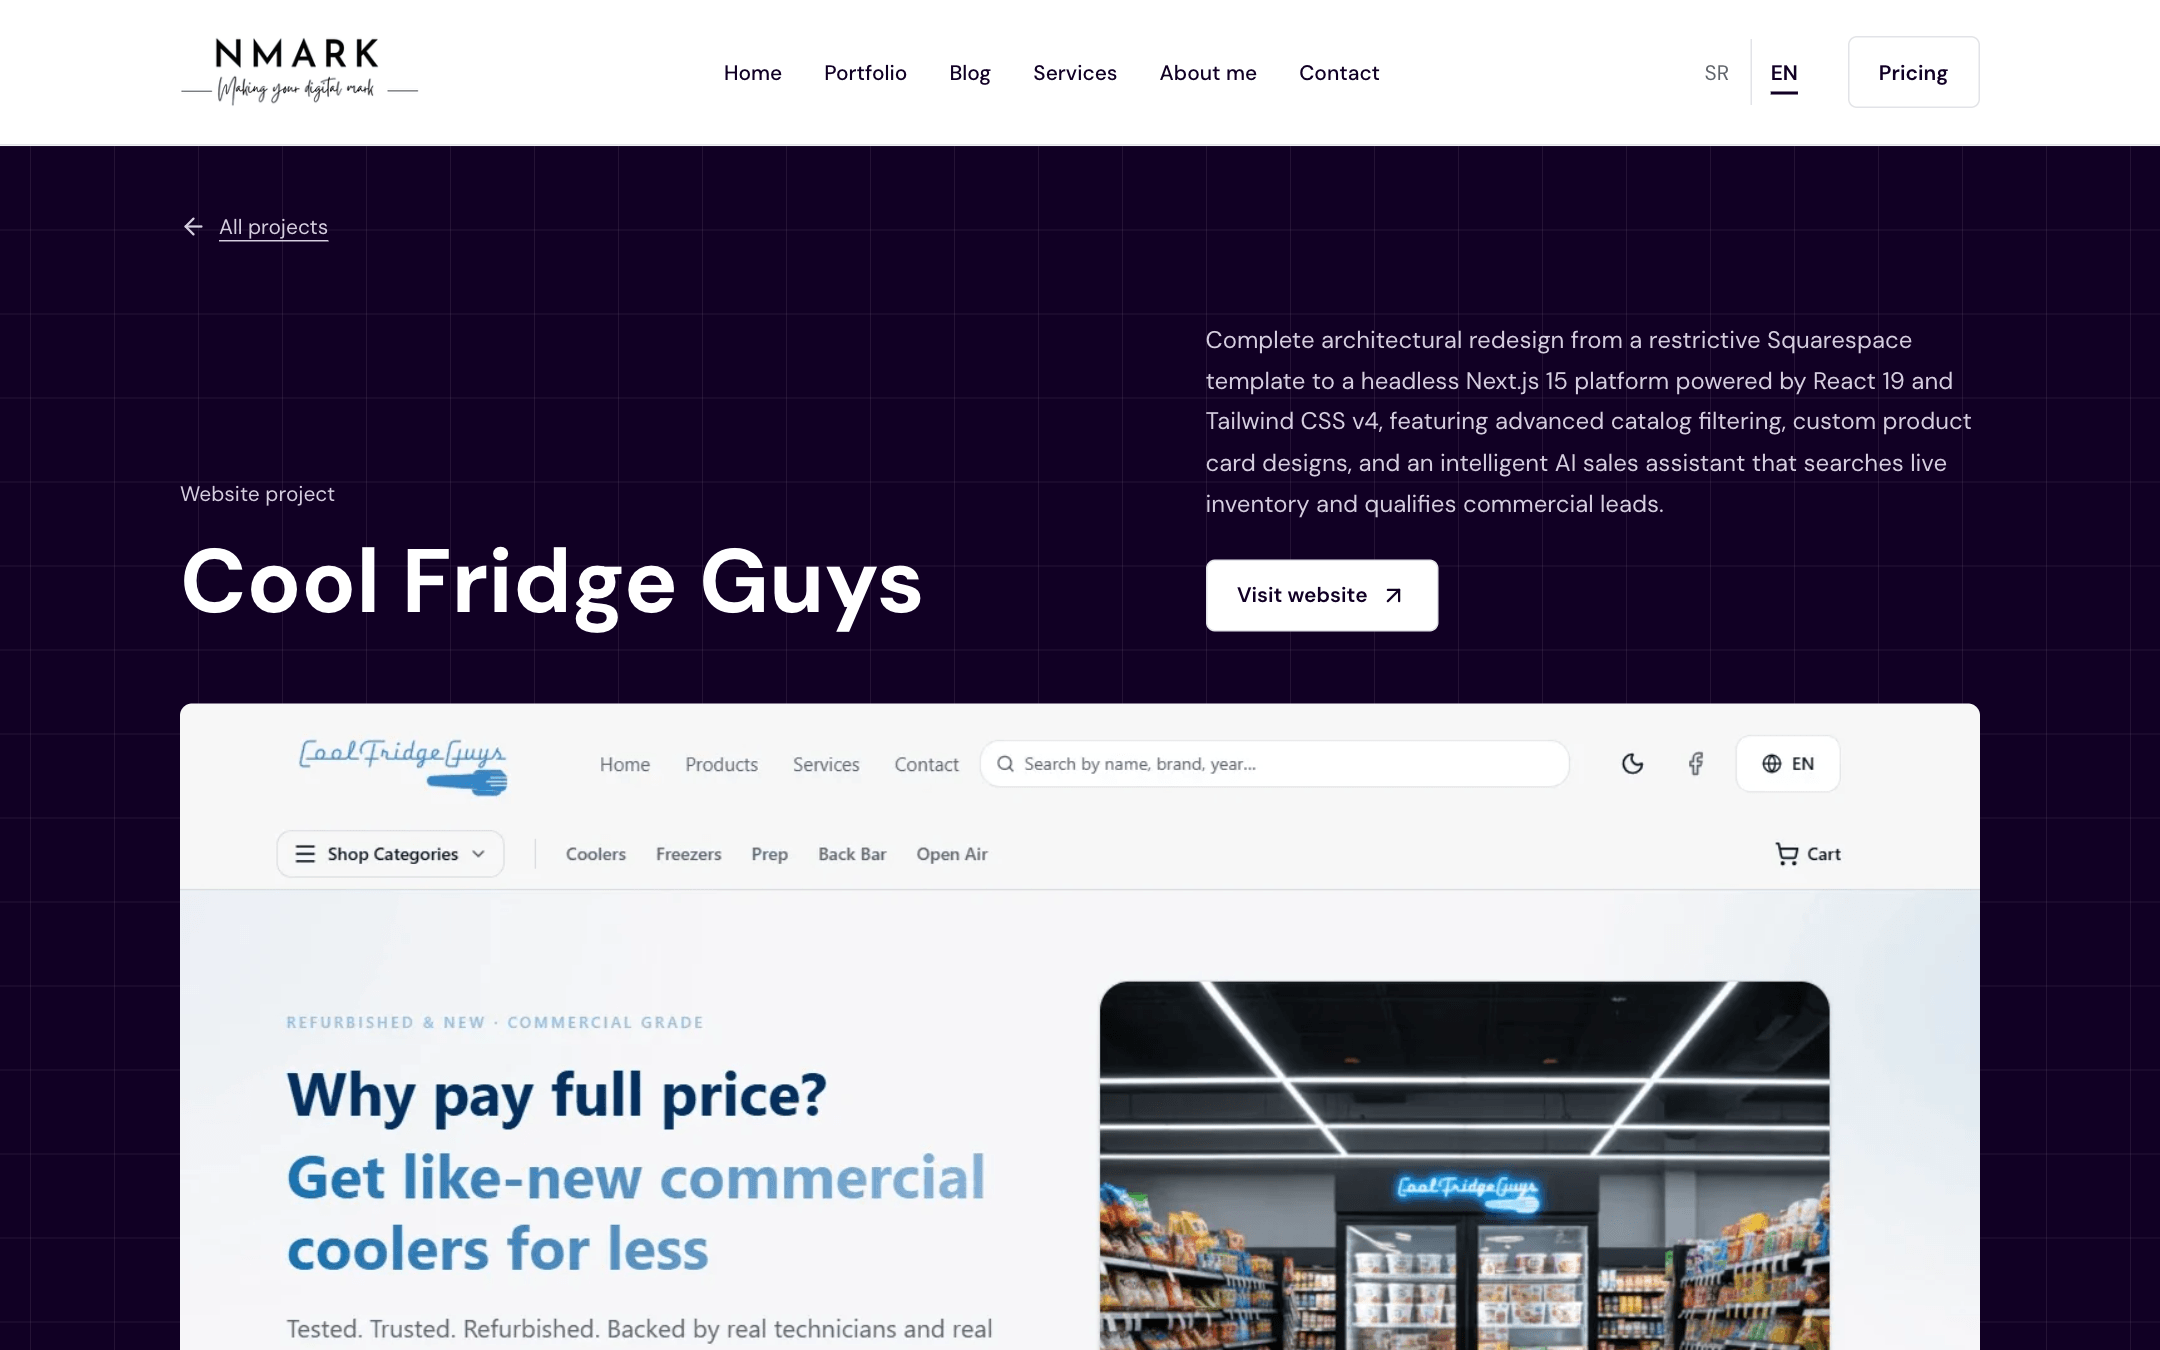 NMARK
Making your digital mark
Home Portfolio Blog Services About me Contact
SR EN Pricing
All projects
Complete architectural redesign from a restrictive Squarespace
template to a headless Next.js 15 platform powered by React 19 and
Tailwind CSS v4, featuring advanced catalog filtering, custom product
card designs, and an intelligent AI sales assistant that searches live
inventory and qualifies commercial leads.
Website project
Cool Fridge Guys
Visit website
CoolFridgeGuys
Home Products Services Contact Search by name, brand, year... EN
Shop Categories Coolers Freezers Prep Back Bar Open Air Cart
REFURBISHED & NEW · COMMERCIAL GRADE
Why pay full price?
Get like-new commercial
coolers for less
Tested. Trusted. Refurbished. Backed by real technicians and real
CoolFridgeGuys